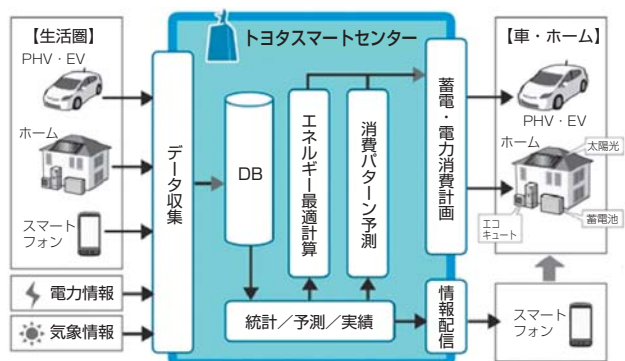 【生活圏】
PHV・EV
ホーム
スマート
フォン
電力情報
気象情報
データ収集
トヨタスマートセンター
DB
エネルギー最適計算
消費パターン予測
統計／予測／実績
蓄電・電力消費計画
情報配信
【車・ホーム】
PHV・EV
ホーム
太陽光
エコ
キュート
蓄電池
スマート
フォン